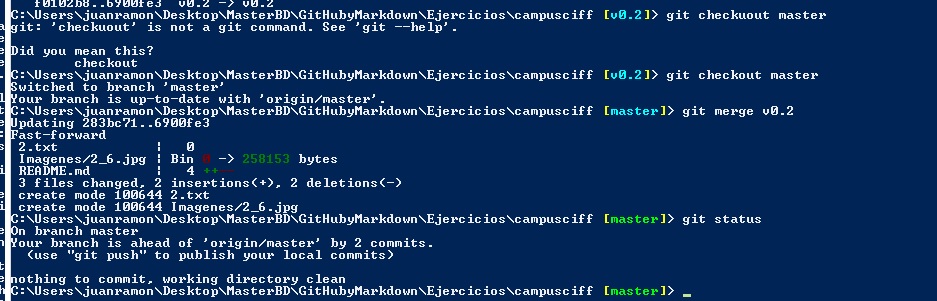 f0102b8..6900fe3  v0.2 -> v0.2
C:\Users\juanramon\Desktop\MasterBD\GitHubyMarkdown\Ejercicios\campusciff [v0.2]> git checkuout master
git: 'checkuout' is not a git command. See 'git --help'.
Did you mean this?
checkout
C:\Users\juanramon\Desktop\MasterBD\GitHubyMarkdown\Ejercicios\campusciff [v0.2]> git checkout master
Switched to branch 'master'
Your branch is up-to-date with 'origin/master'.
C:\Users\juanramon\Desktop\MasterBD\GitHubyMarkdown\Ejercicios\campusciff [master]> git merge v0.2
Updating 283bc71..6900fe3
Fast-forward
2.txt | 0
Imagenes/2_6.jpg | Bin 0 -> 258153 bytes
README.md | 4 ++--
3 files changed, 2 insertions(+), 2 deletions(-)
create mode 100644 2.txt
create mode 100644 Imagenes/2_6.jpg
C:\Users\juanramon\Desktop\MasterBD\GitHubyMarkdown\Ejercicios\campusciff [master]> git status
On branch master
Your branch is ahead of 'origin/master' by 2 commits.
(use "git push" to publish your local commits)
nothing to commit, working directory clean
C:\Users\juanramon\Desktop\MasterBD\GitHubyMarkdown\Ejercicios\campusciff [master]> _